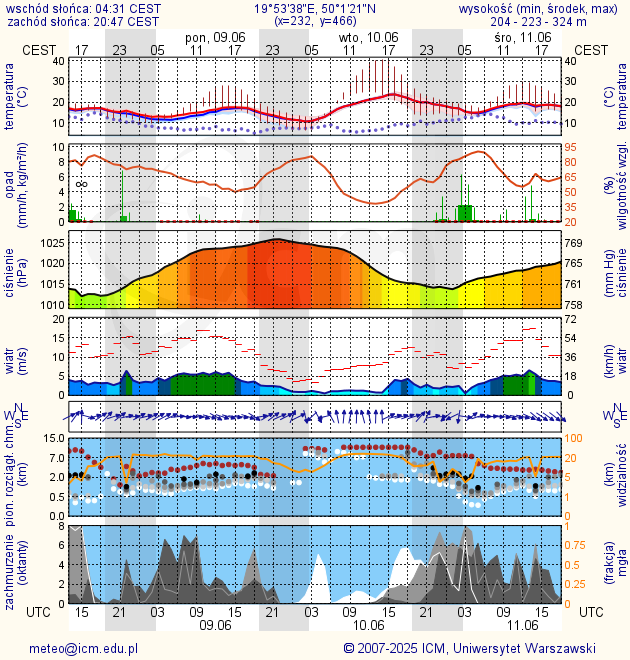 wschód słońca: 04:31 CEST 19°53'38"E, 50°1'21"N wysokość (min, środek, max)
zachód słońca: 20:47 CEST (x=232, y=466) 204 - 223 - 324 m
pon, 09.06 wto, 10.06 śro, 11.06
CEST 17 23 05 11 17 23 05 11 17 23 05 11 17 CEST
temperatura
(°C)
40
30
20
10
40
30
20
10
(°C)
temperatura
opad
(mm/h, kg/m²/h)
10
8
6
4
2
0
∞
95
80
65
50
35
20
(%)
wilgotność wzgl.
ciśnienie
(hPa)
1025
1020
1015
1010
769
765
761
758
(mm Hg)
ciśnienie
wiatr
(m/s)
20
15
10
5
0
72
54
36
18
0
(km/h)
wiatr
N
W E
S
N
W E
S
pion. rozciągł. chm.
(km)
15.0
7.0
2.0
0.5
0.0
100
20
5
1
0
(km)
widzialność
zachmurzenie
(oktanty)
8
6
4
2
0
1
0.75
0.5
0.25
0
(frakcja)
mgła
UTC 15 21 03 09 15 21 03 09 15 21 03 09 15 UTC
09.06 10.06 11.06
meteo@icm.edu.pl © 2007-2025 ICM, Uniwersytet Warszawski